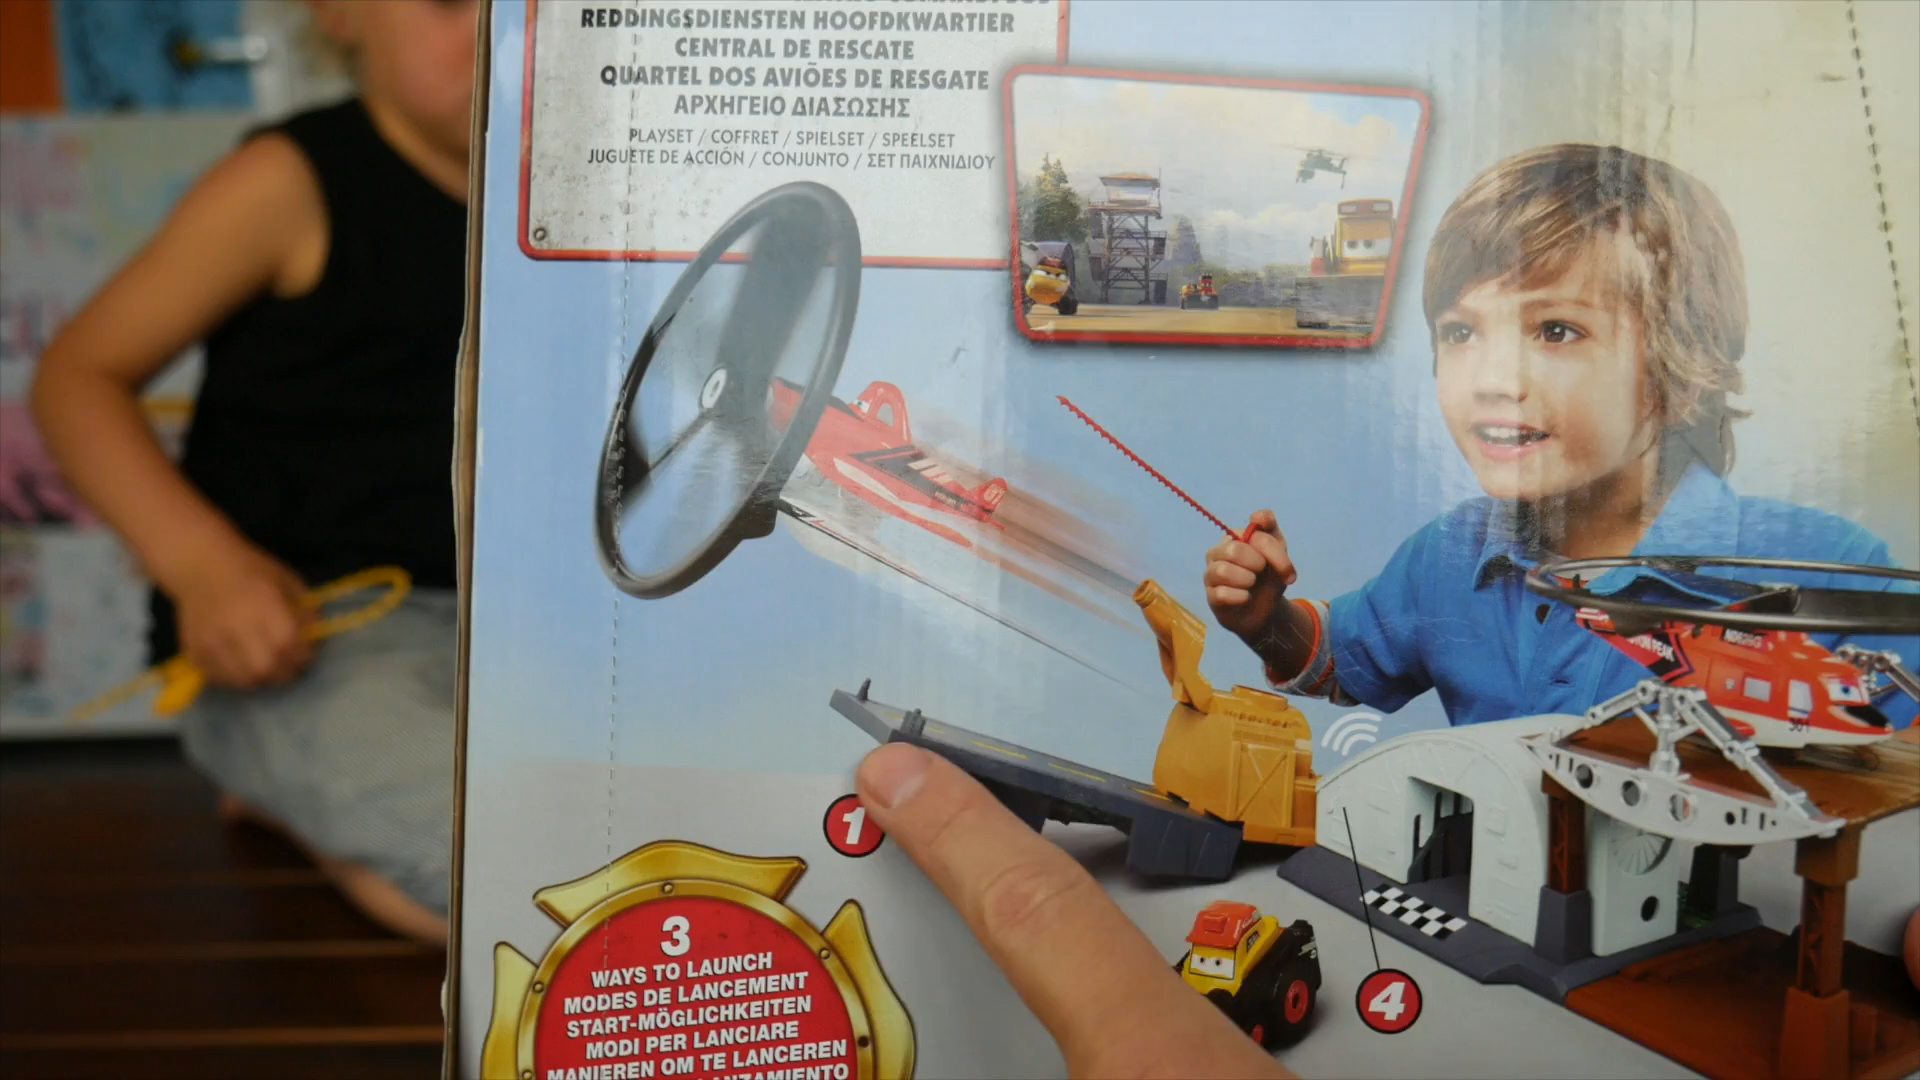 REDDINGSDIENSTEN HOOFDKWARTIER
CENTRAL DE RESCATE
QUARTEL DOS AVIÕES DE RESGATE
ΑΡΧΗΓΕΙΟ ΔΙΑΣΩΣΗΣ
PLAYSET / COFFRET / SPIELSET / SPEELSET
JUGUETE DE ACCIÓN / CONJUNTO / ΣΕΤ ΠΑΙΧΝΙΔΙΟΥ
1
4
301
3
WAYS TO LAUNCH
MODES DE LANCEMENT
START-MÖGLICHKEITEN
MODI PER LANCIARE
MANIEREN OM TE LANCEREN
LANZAMIENTO